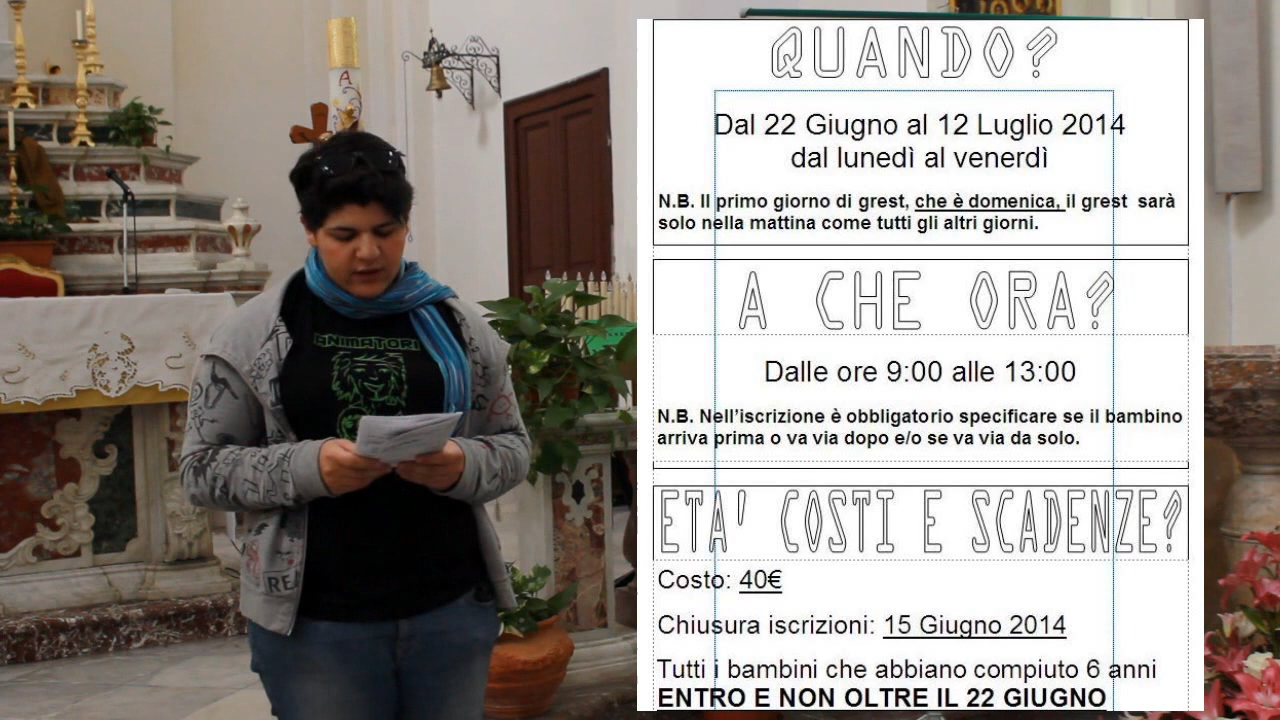 QUANDO?
Dal 22 Giugno al 12 Luglio 2014
dal lunedì al venerdì
N.B. Il primo giorno di grest, che è domenica, il grest sarà
solo nella mattina come tutti gli altri giorni.
A CHE ORA?
Dalle ore 9:00 alle 13:00
N.B. Nell'iscrizione è obbligatorio specificare se il bambino
arriva prima o va via dopo e/o se va via da solo.
ETA' COSTI E SCADENZE?
Costo: 40€
Chiusura iscrizioni: 15 Giugno 2014
Tutti i bambini che abbiano compiuto 6 anni
ENTRO E NON OLTRE IL 22 GIUGNO
ANIMATORI
REA
A